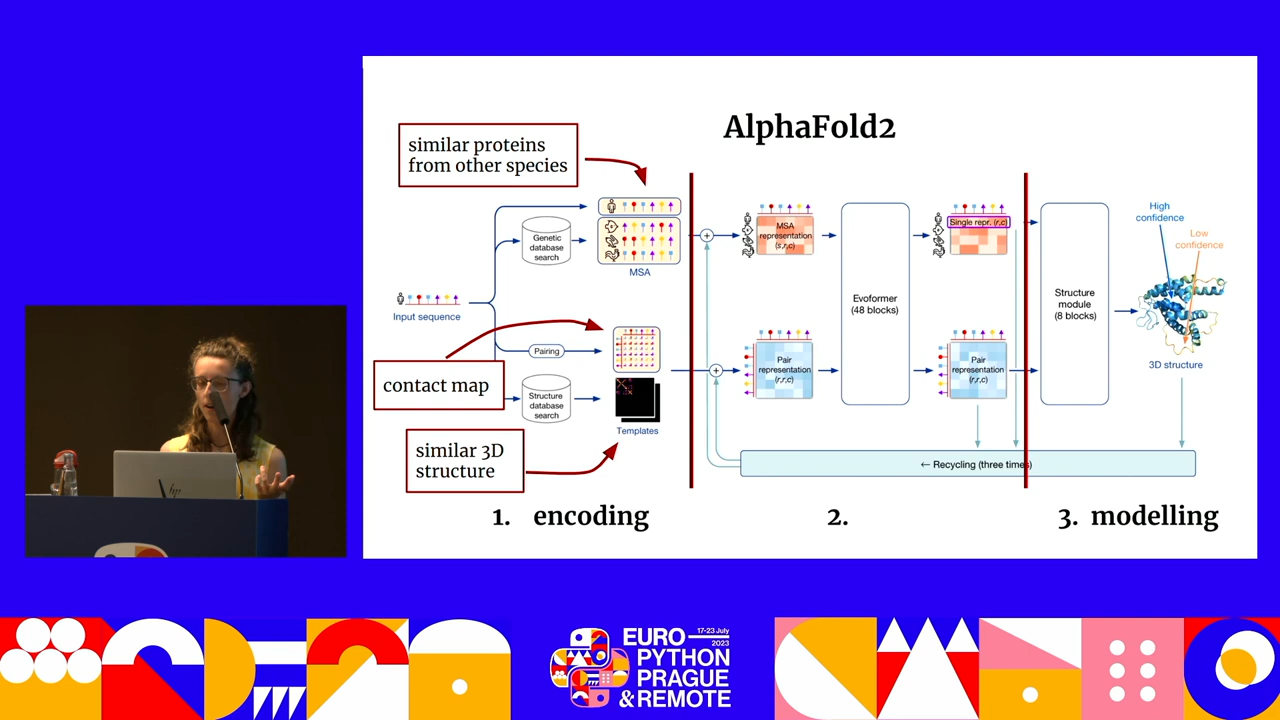 AlphaFold2
similar proteins
from other species
Genetic
database
search
MSA
Input sequence
Pairing
contact map
Structure
database
search
Templates
similar 3D
structure
MSA
representation
(s,r,c)
Pair
representation
(r,r,c)
Evoformer
(48 blocks)
Single repr. (r,c)
Pair
representation
(r,r,c)
Structure
module
(8 blocks)
High
confidence
Low
confidence
3D structure
← Recycling (three times)
1. encoding
2.
3. modelling
hp
17-23 July
2023
EURO
PYTHON
PRAGUE
& REMOTE